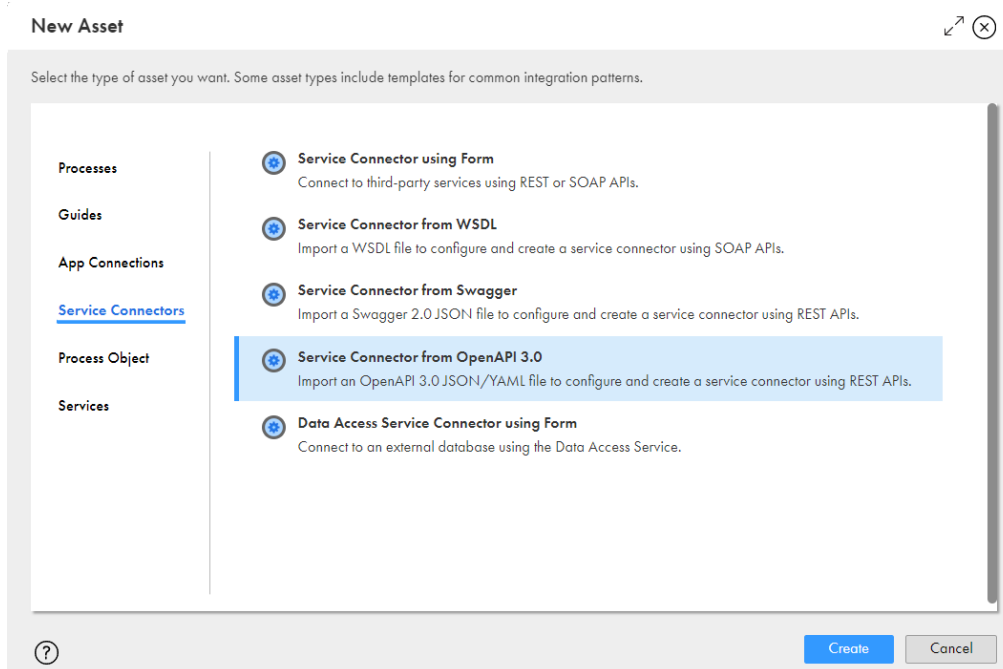 New Asset
Select the type of asset you want. Some asset types include templates for common integration patterns.
Processes
Guides
App Connections
Service Connectors
Process Object
Services
Service Connector using Form
Connect to third-party services using REST or SOAP APIs.
Service Connector from WSDL
Import a WSDL file to configure and create a service connector using SOAP APIs.
Service Connector from Swagger
Import a Swagger 2.0 JSON file to configure and create a service connector using REST APIs.
Service Connector from OpenAPI 3.0
Import an OpenAPI 3.0 JSON/YAML file to configure and create a service connector using REST APIs.
Data Access Service Connector using Form
Connect to an external database using the Data Access Service.
?
Create
Cancel